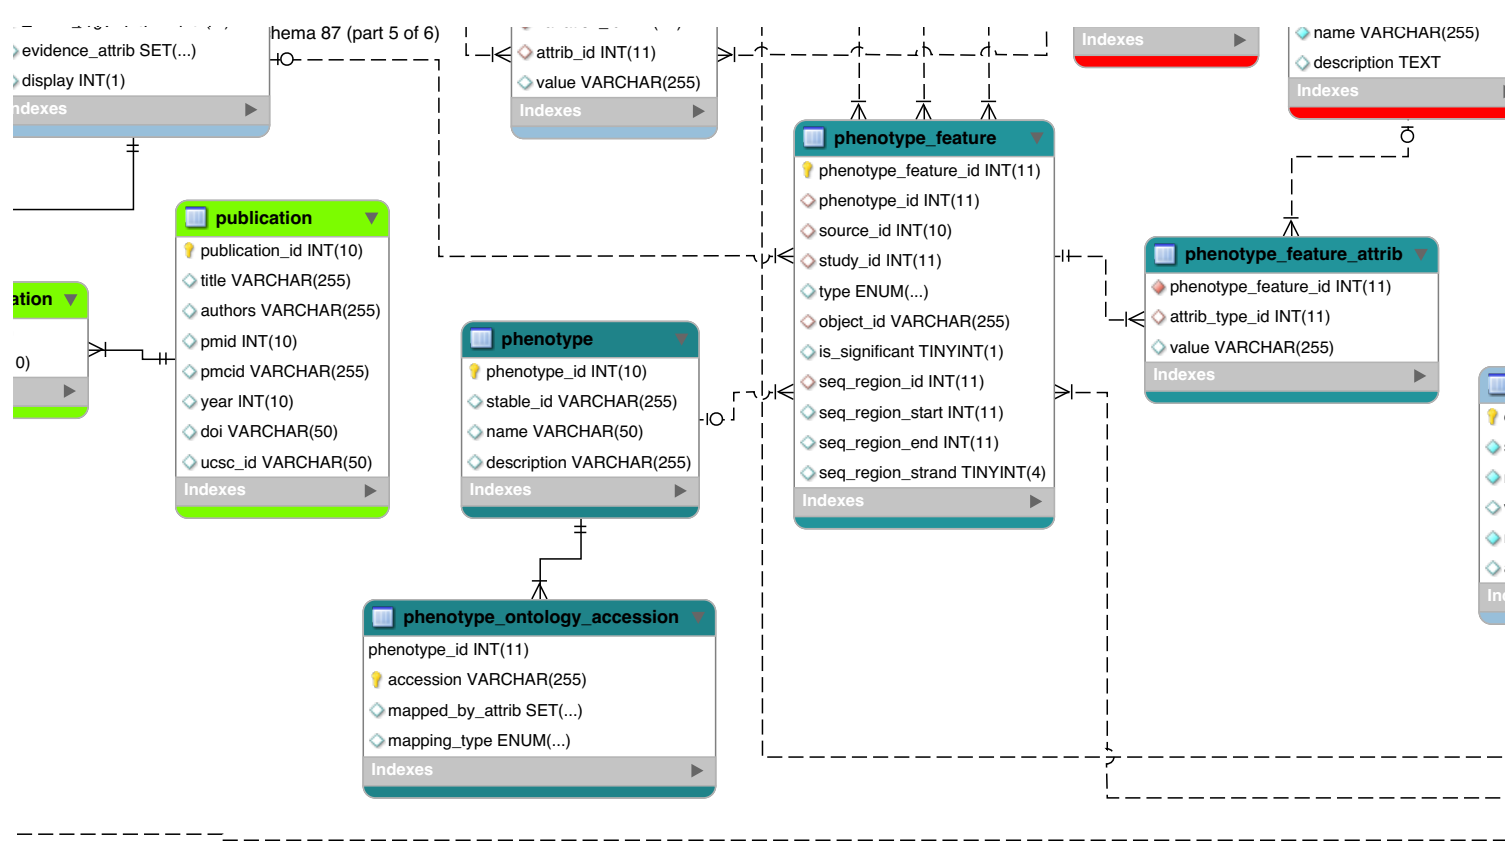 hema 87 (part 5 of 6)
evidence_attrib SET(...)
display INT(1)
ndexes
attrib_id INT(11)
value VARCHAR(255)
Indexes
Indexes
name VARCHAR(255)
description TEXT
Indexes
publication
publication_id INT(10)
title VARCHAR(255)
authors VARCHAR(255)
pmid INT(10)
pmcid VARCHAR(255)
year INT(10)
doi VARCHAR(50)
ucsc_id VARCHAR(50)
Indexes
ation
0)
phenotype
phenotype_id INT(10)
stable_id VARCHAR(255)
name VARCHAR(50)
description VARCHAR(255)
Indexes
phenotype_feature
phenotype_feature_id INT(11)
phenotype_id INT(11)
source_id INT(10)
study_id INT(11)
type ENUM(...)
object_id VARCHAR(255)
is_significant TINYINT(1)
seq_region_id INT(11)
seq_region_start INT(11)
seq_region_end INT(11)
seq_region_strand TINYINT(4)
Indexes
phenotype_feature_attrib
phenotype_feature_id INT(11)
attrib_type_id INT(11)
value VARCHAR(255)
Indexes
phenotype_ontology_accession
phenotype_id INT(11)
accession VARCHAR(255)
mapped_by_attrib SET(...)
mapping_type ENUM(...)
Indexes
In